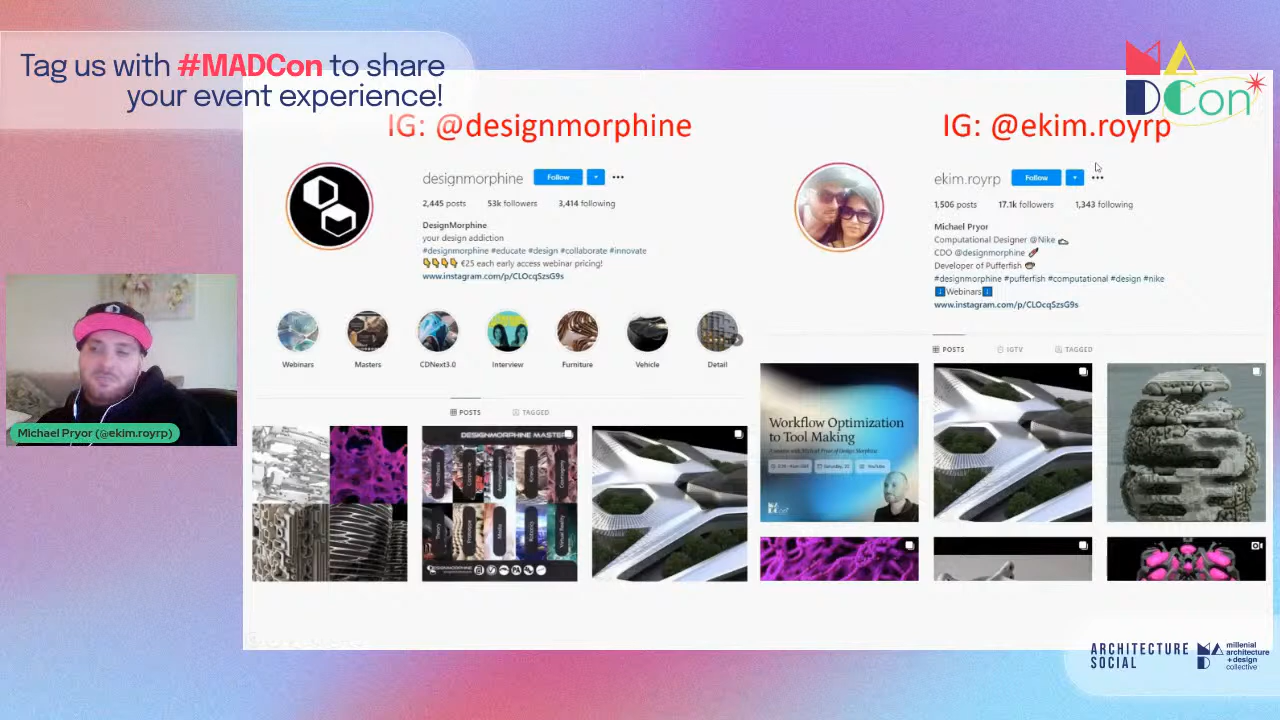 Tag us with #MADCon to share
your event experience!
MADCon
IG: @designmorphine
IG: @ekim.royrp
designmorphine
Follow
2,445 posts
53k followers
3,414 following
DesignMorphine
your design addiction
#designmorphine #educate #design #collaborate #innovate
👇👇👇👇 €25 each early access webinar pricing!
www.instagram.com/p/CLOcqSzsG9s
Webinars
Masters
CDNext3.0
Interview
Furniture
Vehicle
Detail
POSTS
TAGGED
DESIGNMORPHINE MASTER
ekim.royrp
Follow
1,506 posts
17.1k followers
1,343 following
Michael Pryor
Computational Designer @Nike
CDO @designmorphine
Developer of Pufferfish
#designmorphine #pufferfish #computational #design #nike
Webinars
www.instagram.com/p/CLOcqSzsG9s
POSTS
IGTV
TAGGED
Workflow Optimization
to Tool Making
Michael Pryor (@ekim.royrp)
ARCHITECTURE
SOCIAL
MAD
millenial
architecture
+design
collective